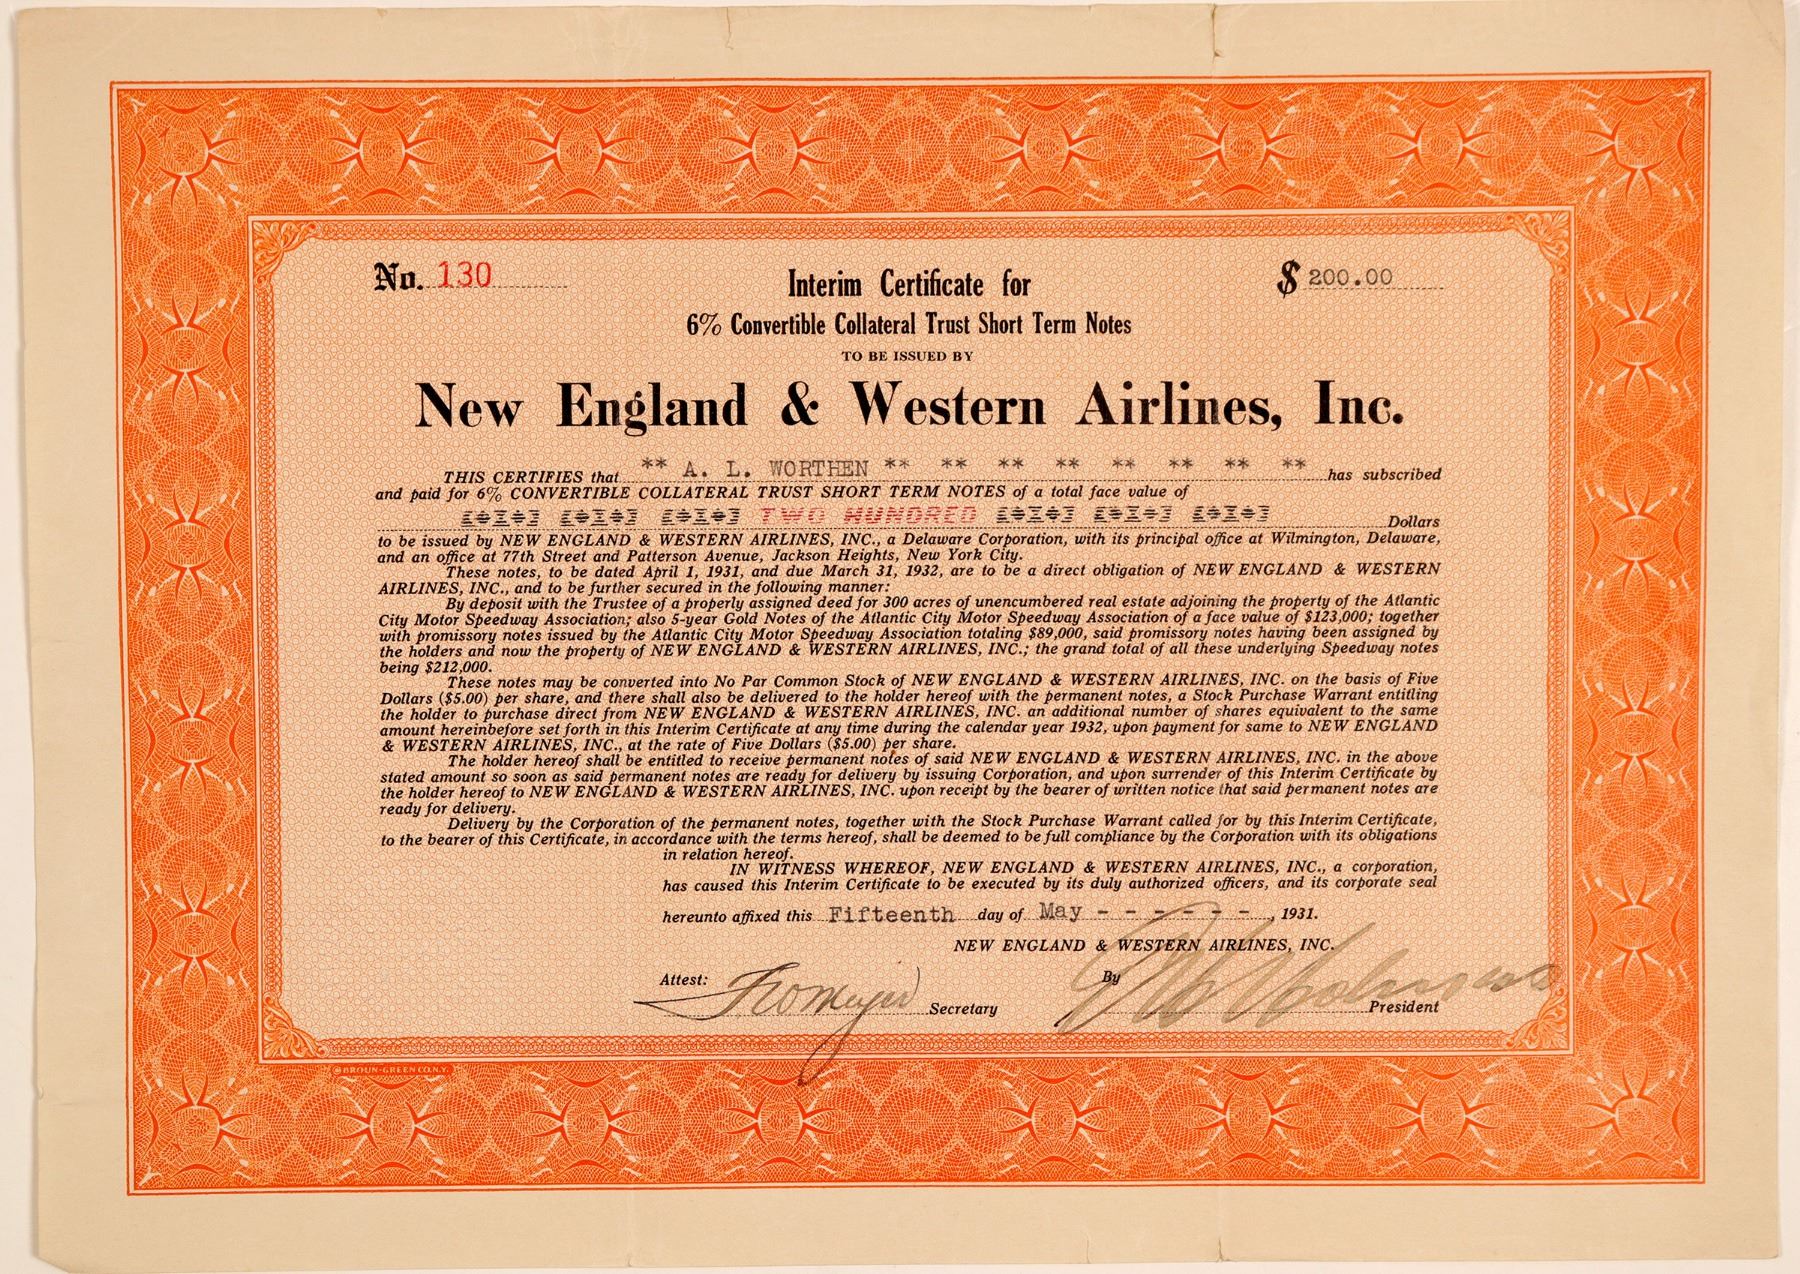 No. 130
Interim Certificate for
$ 200.00
6% Convertible Collateral Trust Short Term Notes
TO BE ISSUED BY
New England & Western Airlines, Inc.
THIS CERTIFIES that ** A. L. WORTHEN ** ** ** ** ** ** ** ** has subscribed
and paid for 6% CONVERTIBLE COLLATERAL TRUST SHORT TERM NOTES of a total face value of
TWO HUNDRED Dollars
to be issued by NEW ENGLAND & WESTERN AIRLINES, INC., a Delaware Corporation, with its principal office at Wilmington, Delaware,
and an office at 77th Street and Patterson Avenue, Jackson Heights, New York City.
These notes, to be dated April 1, 1931, and due March 31, 1932, are to be a direct obligation of NEW ENGLAND & WESTERN
AIRLINES, INC., and to be further secured in the following manner:
By deposit with the Trustee of a properly assigned deed for 300 acres of unencumbered real estate adjoining the property of the Atlantic
City Motor Speedway Association; also 5-year Gold Notes of the Atlantic City Motor Speedway Association of a face value of $123,000; together
with promissory notes issued by the Atlantic City Motor Speedway Association totaling $89,000, said promissory notes having been assigned by
the holders and now the property of NEW ENGLAND & WESTERN AIRLINES, INC.; the grand total of all these underlying Speedway notes
being $212,000.
These notes may be converted into No Par Common Stock of NEW ENGLAND & WESTERN AIRLINES, INC. on the basis of Five
Dollars ($5.00) per share, and there shall also be delivered to the holder hereof with the permanent notes, a Stock Purchase Warrant entitling
the holder to purchase direct from NEW ENGLAND & WESTERN AIRLINES, INC. an additional number of shares equivalent to the same
amount hereinbefore set forth in this Interim Certificate at any time during the calendar year 1932, upon payment for same to NEW ENGLAND
& WESTERN AIRLINES, INC., at the rate of Five Dollars ($5.00) per share.
The holder hereof shall be entitled to receive permanent notes of said NEW ENGLAND & WESTERN AIRLINES, INC. in the above
stated amount so soon as said permanent notes are ready for delivery by issuing Corporation, and upon surrender of this Interim Certificate by
the holder hereof to NEW ENGLAND & WESTERN AIRLINES, INC. upon receipt by the bearer of written notice that said permanent notes are
ready for delivery.
Delivery by the Corporation of the permanent notes, together with the Stock Purchase Warrant called for by this Interim Certificate,
to the bearer of this Certificate, in accordance with the terms hereof, shall be deemed to be full compliance by the Corporation with its obligations
in relation hereof.
IN WITNESS WHEREOF, NEW ENGLAND & WESTERN AIRLINES, INC., a corporation,
has caused this Interim Certificate to be executed by its duly authorized officers, and its corporate seal
hereunto affixed this Fifteenth day of May - - - - - -, 1931.
NEW ENGLAND & WESTERN AIRLINES, INC.
Attest: Secretary
By President
© BROUN-GREEN CO. N.Y.